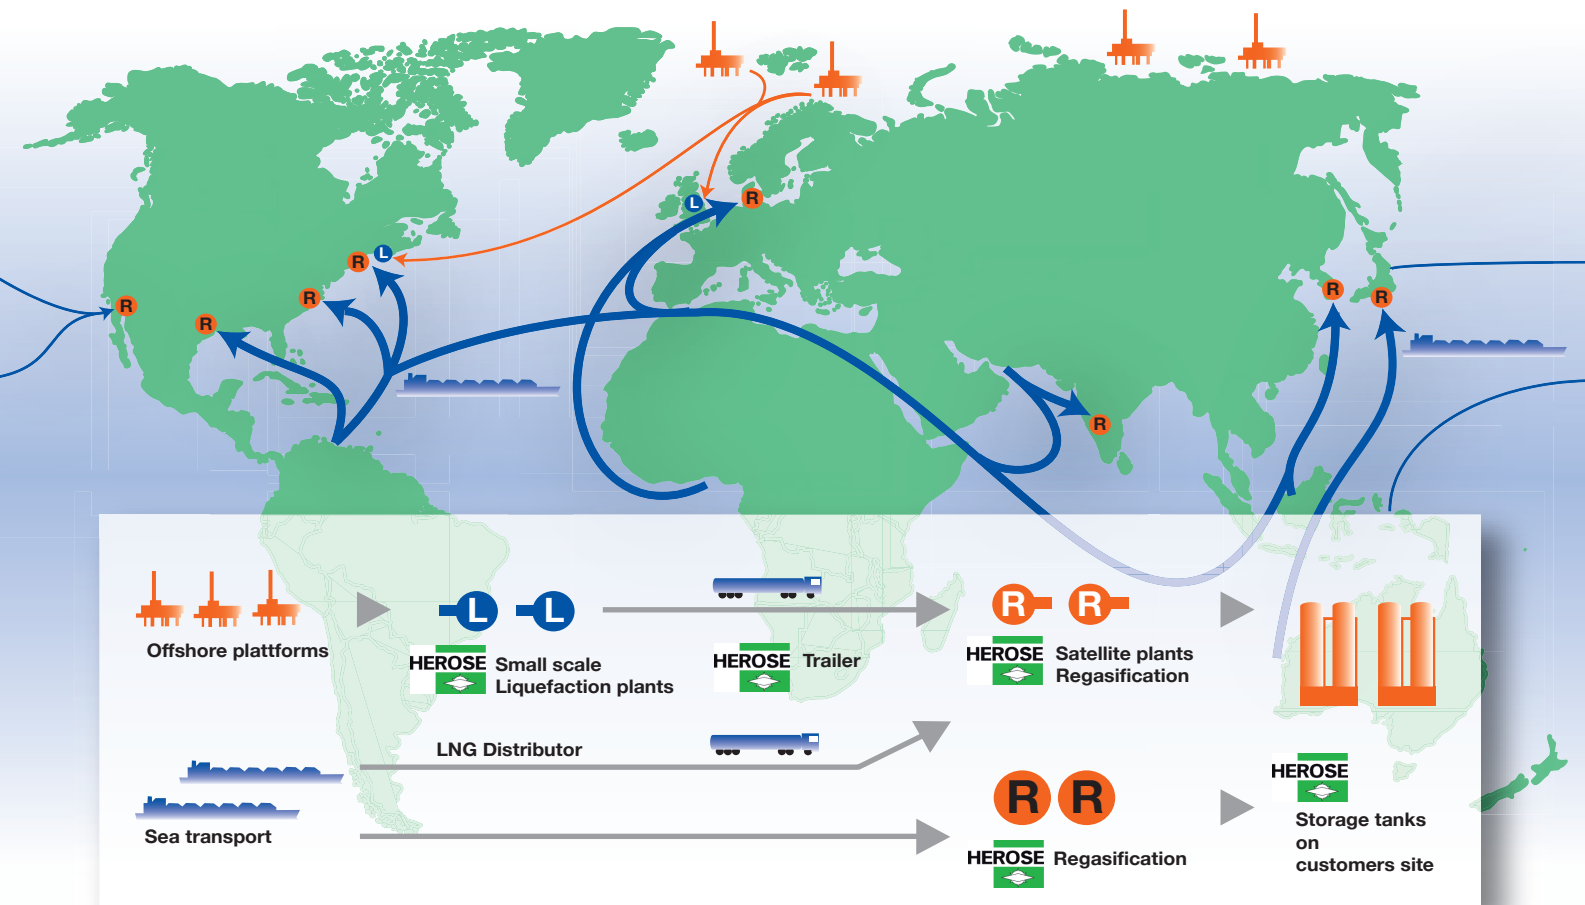 L
R
R
L
R
R
R
R
R
R
L
L
R
R
Offshore plattforms
HEROSE
Small scale
Liquefaction plants
HEROSE
Trailer
HEROSE
Satellite plants
Regasification
LNG Distributor
Sea transport
R
R
HEROSE
Regasification
HEROSE
Storage tanks
on
customers site